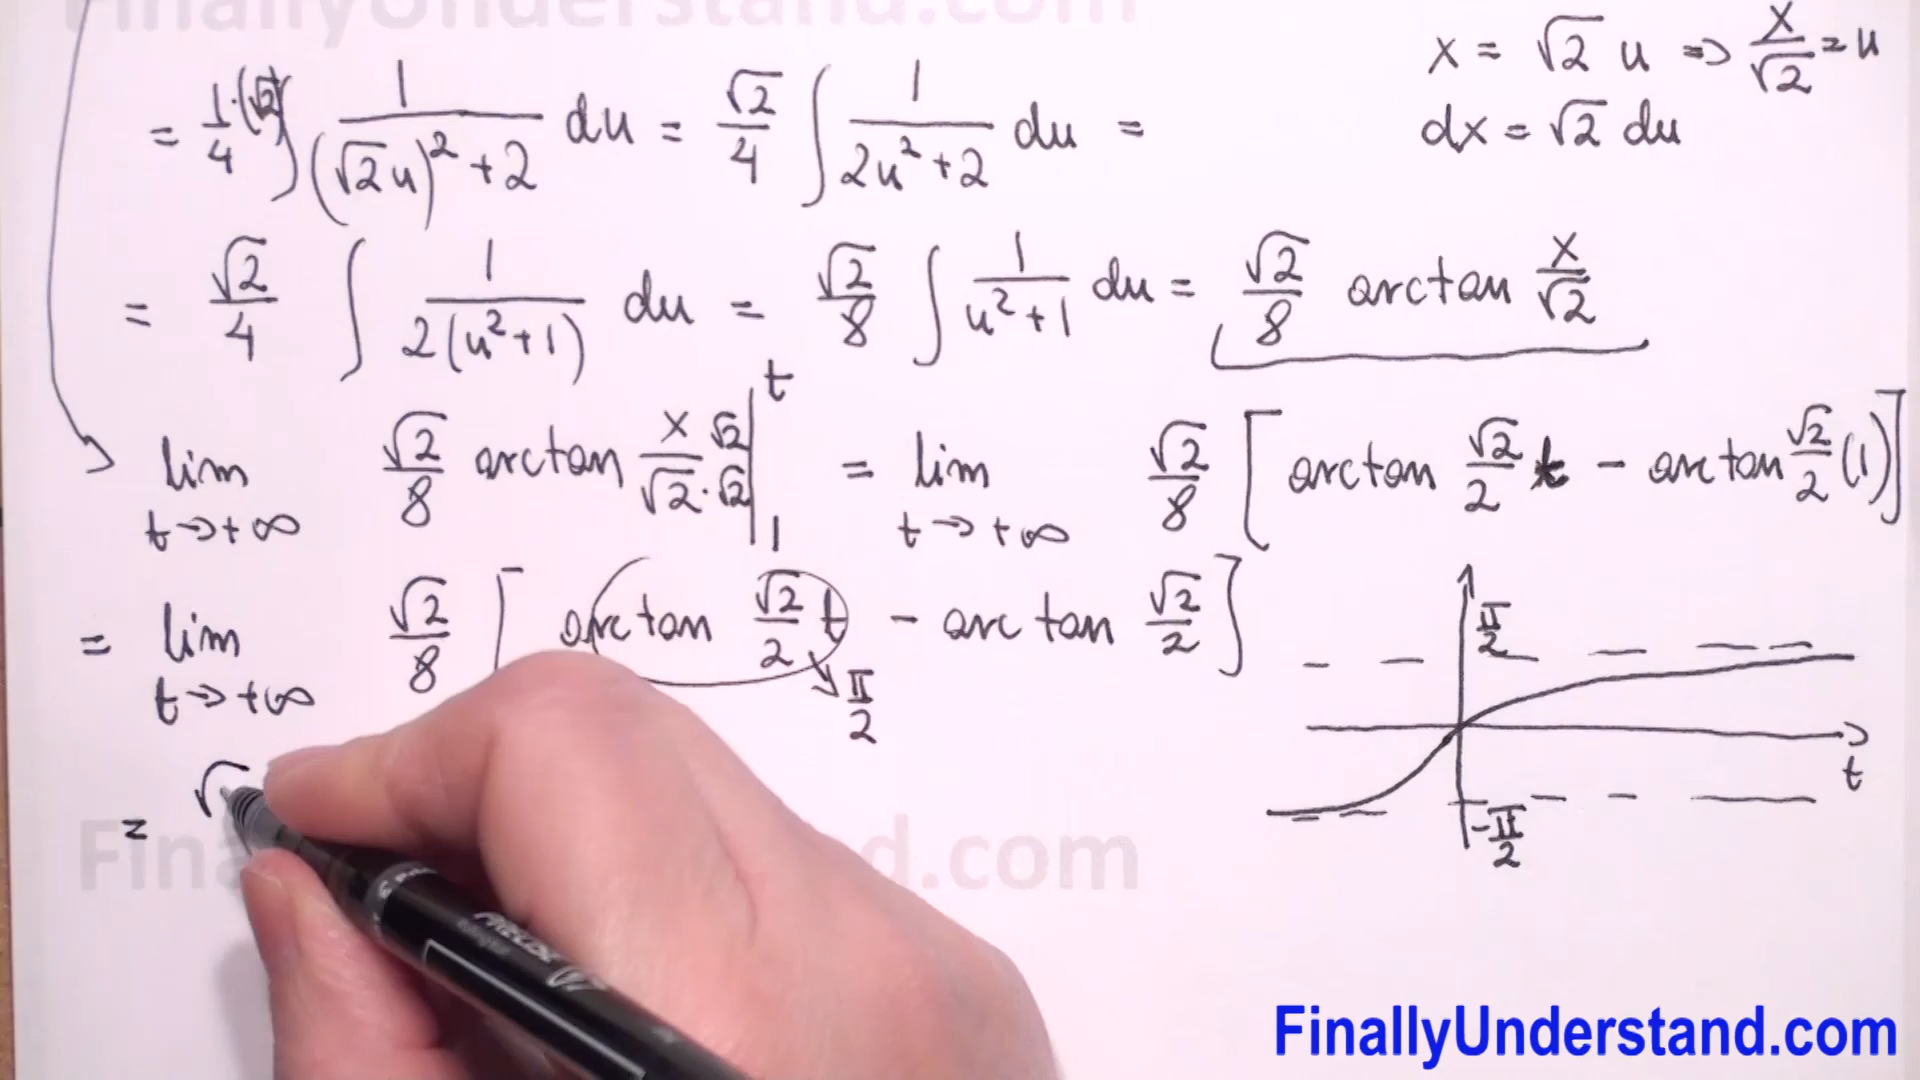 FinallyUnderstand.com
x = √2 u => x/√2 = u
dx = √2 du
= 1/4 · (√2) ∫ 1/((√2 u)² + 2) du = √2/4 ∫ 1/(2u² + 2) du =
= √2/4 ∫ 1/(2(u² + 1)) du = √2/8 ∫ 1/(u² + 1) du = √2/8 arctan x/√2
lim t→+∞ √2/8 arctan x/√2 · √2/√2 |₁ᵗ = lim t→+∞ √2/8 [arctan √2/2 t − arctan √2/2 (1)]
= lim t→+∞ √2/8 [arctan √2/2 t − arctan √2/2]
π/2
π/2
t
−π/2
= √
FinallyUnderstand.com